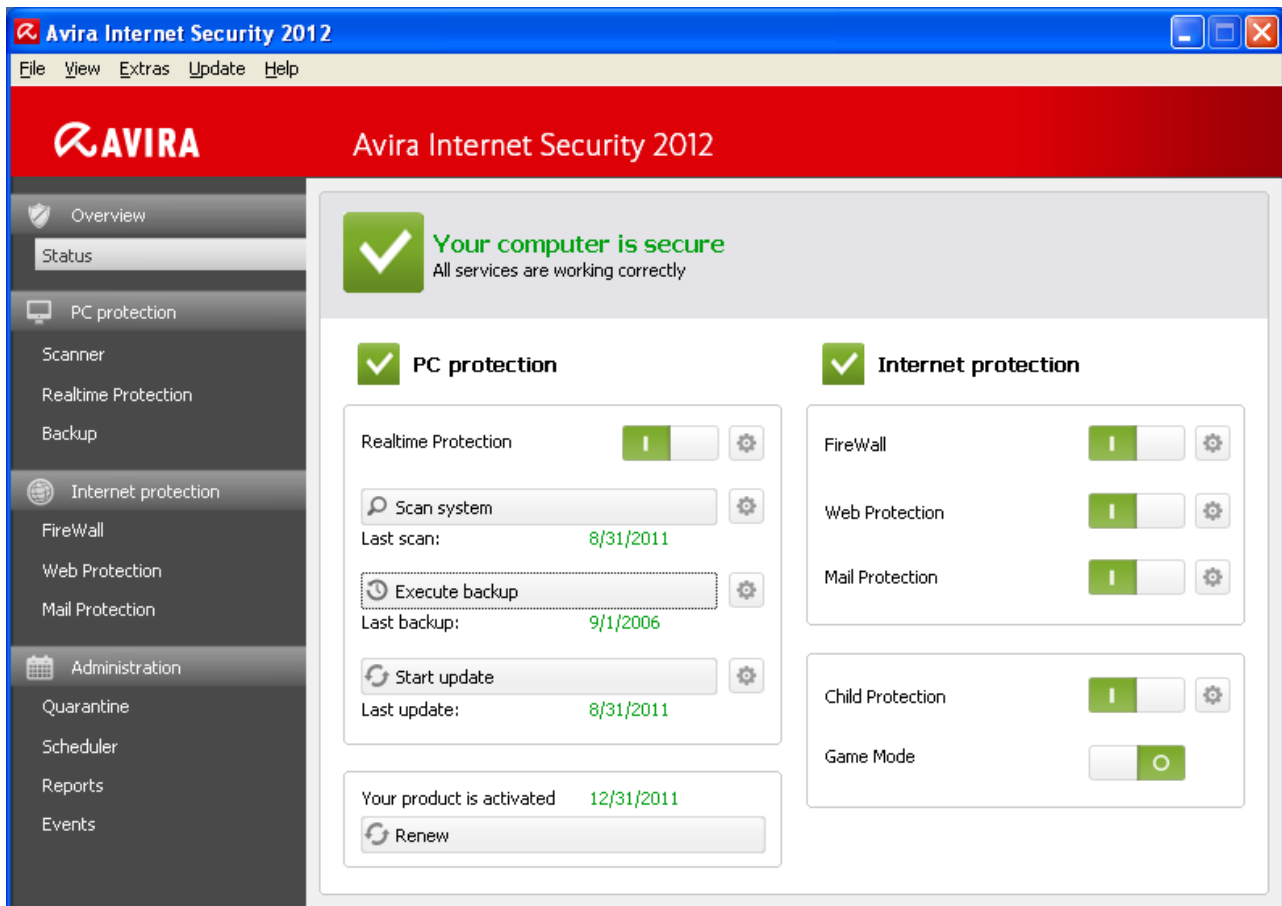 Avira Internet Security 2012
File View Extras Update Help
AVIRA
Avira Internet Security 2012
Overview
Status
PC protection
Scanner
Realtime Protection
Backup
Internet protection
FireWall
Web Protection
Mail Protection
Administration
Quarantine
Scheduler
Reports
Events
Your computer is secure
All services are working correctly
PC protection
Realtime Protection
Scan system
Last scan: 8/31/2011
Execute backup
Last backup: 9/1/2006
Start update
Last update: 8/31/2011
Your product is activated 12/31/2011
Renew
Internet protection
FireWall
Web Protection
Mail Protection
Child Protection
Game Mode